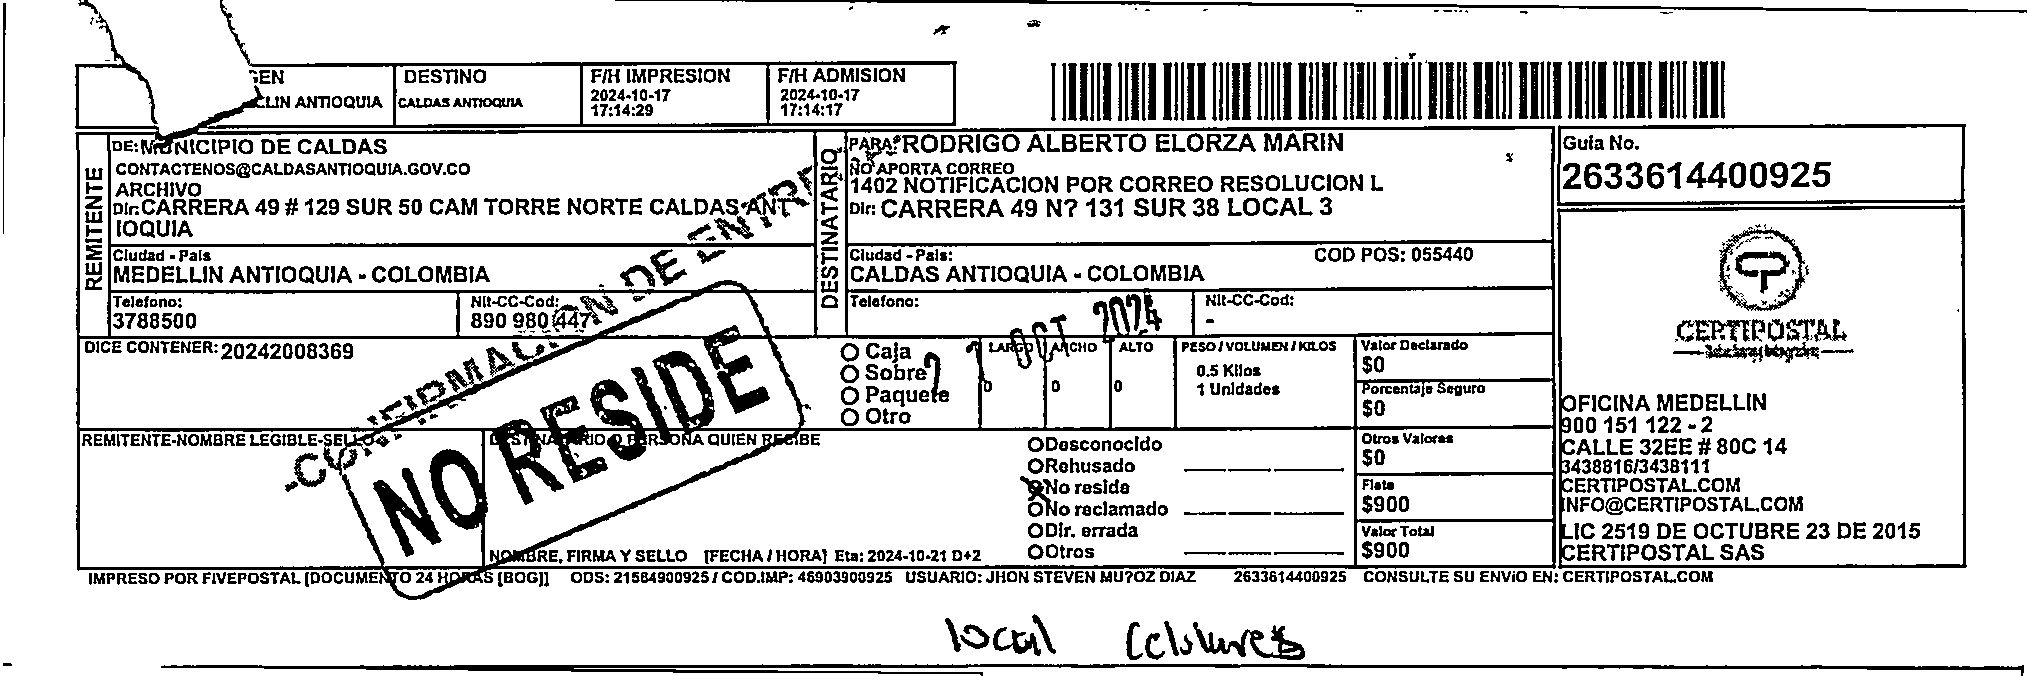 GEN
CLIN ANTIOQUIA
DESTINO
CALDAS ANTIOQUIA
F/H IMPRESION
2024-10-17
17:14:29
F/H ADMISION
2024-10-17
17:14:17
REMITENTE
DE: MUNICIPIO DE CALDAS
CONTACTENOS@CALDASANTIOQUIA.GOV.CO
ARCHIVO
Dir: CARRERA 49 # 129 SUR 50 CAM TORRE NORTE CALDAS ANT
IOQUIA
Ciudad - Pais
MEDELLIN ANTIOQUIA - COLOMBIA
Telefono:
3788500
Nit-CC-Cod:
890 980 447
DESTINATARIO
PARA: RODRIGO ALBERTO ELORZA MARIN
NO APORTA CORREO
1402 NOTIFICACION POR CORREO RESOLUCION L
Dir: CARRERA 49 N? 131 SUR 38 LOCAL 3
Ciudad - Pais:
COD POS: 055440
CALDAS ANTIOQUIA - COLOMBIA
Telefono:
Nit-CC-Cod:
-
Guia No.
2633614400925
CERTIPOSTAL
OFICINA MEDELLIN
900 151 122 - 2
CALLE 32EE # 80C 14
3438816/3438111
CERTIPOSTAL.COM
INFO@CERTIPOSTAL.COM
LIC 2519 DE OCTUBRE 23 DE 2015
CERTIPOSTAL SAS
DICE CONTENER: 20242008369
Caja
Sobre
Paquete
Otro
LARGO
0
ANCHO
0
ALTO
0
PESO / VOLUMEN / KILOS
0.5 Kilos
1 Unidades
Valor Declarado
$0
Porcentaje Seguro
$0
Otros Valores
$0
Flete
$900
Valor Total
$900
OCT 2024
CONFIRMACION DE ENTRE
NO RESIDE
REMITENTE-NOMBRE LEGIBLE-SELLO
DESTINATARIO O PERSONA QUIEN RECIBE
Desconocido
Rehusado
No reside
No reclamado
Dir. errada
Otros
NOMBRE, FIRMA Y SELLO [FECHA / HORA] Eta: 2024-10-21 D+2
IMPRESO POR FIVEPOSTAL [DOCUMENTO 24 HORAS [BOG]] ODS: 21584900925 / COD.IMP: 46903900925 USUARIO: JHON STEVEN MU?OZ DIAZ 2633614400925 CONSULTE SU ENVÍO EN: CERTIPOSTAL.COM
local Celulares